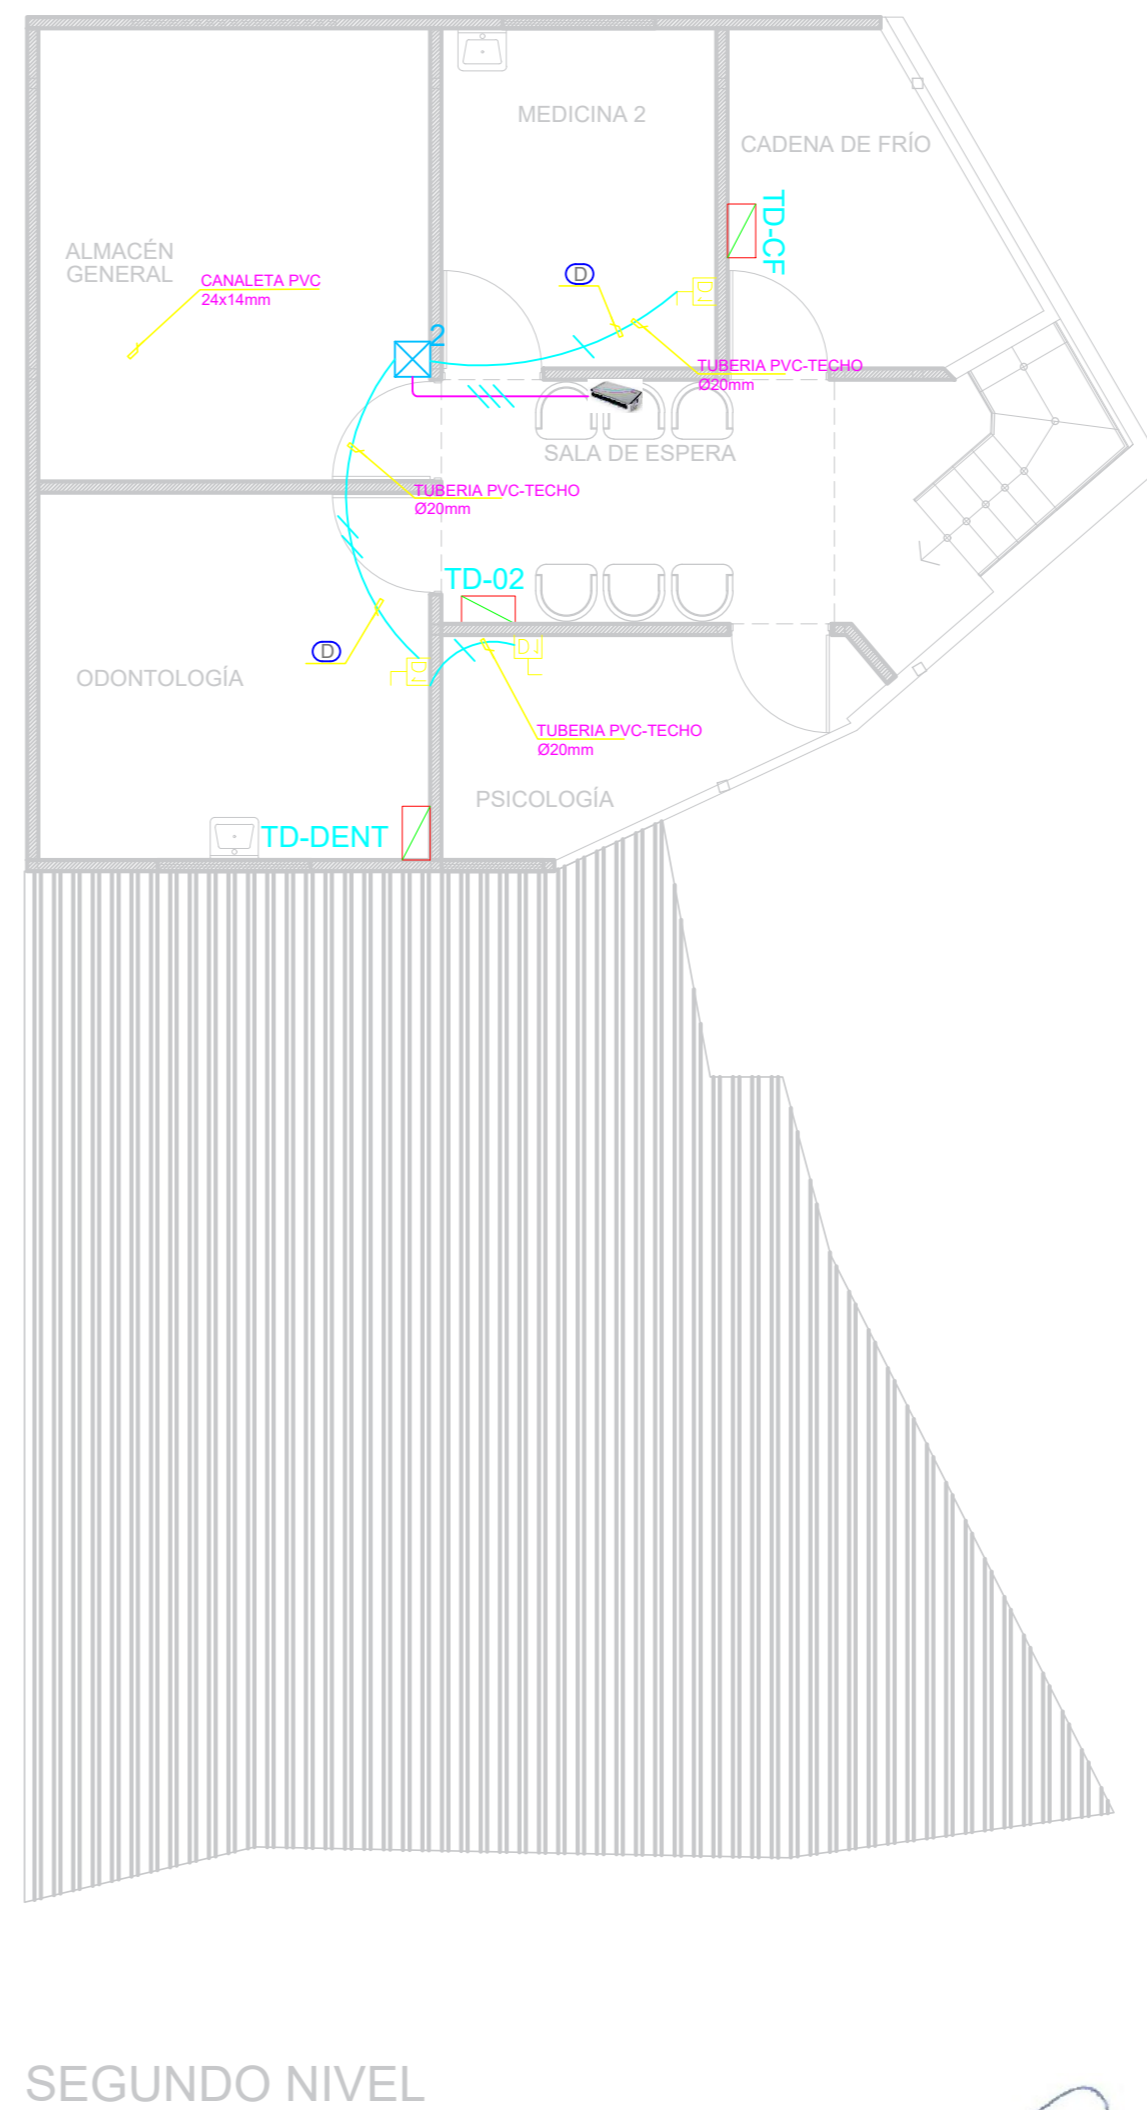 MEDICINA 2
CADENA DE FRÍO
TD-CF
ALMACÉN
GENERAL
CANALETA PVC
24x14mm
D
D↓
2
TUBERIA PVC-TECHO
Ø20mm
SALA DE ESPERA
TUBERIA PVC-TECHO
Ø20mm
TD-02
D
D↓
D↓
ODONTOLOGÍA
TUBERIA PVC-TECHO
Ø20mm
PSICOLOGÍA
TD-DENT
SEGUNDO NIVEL